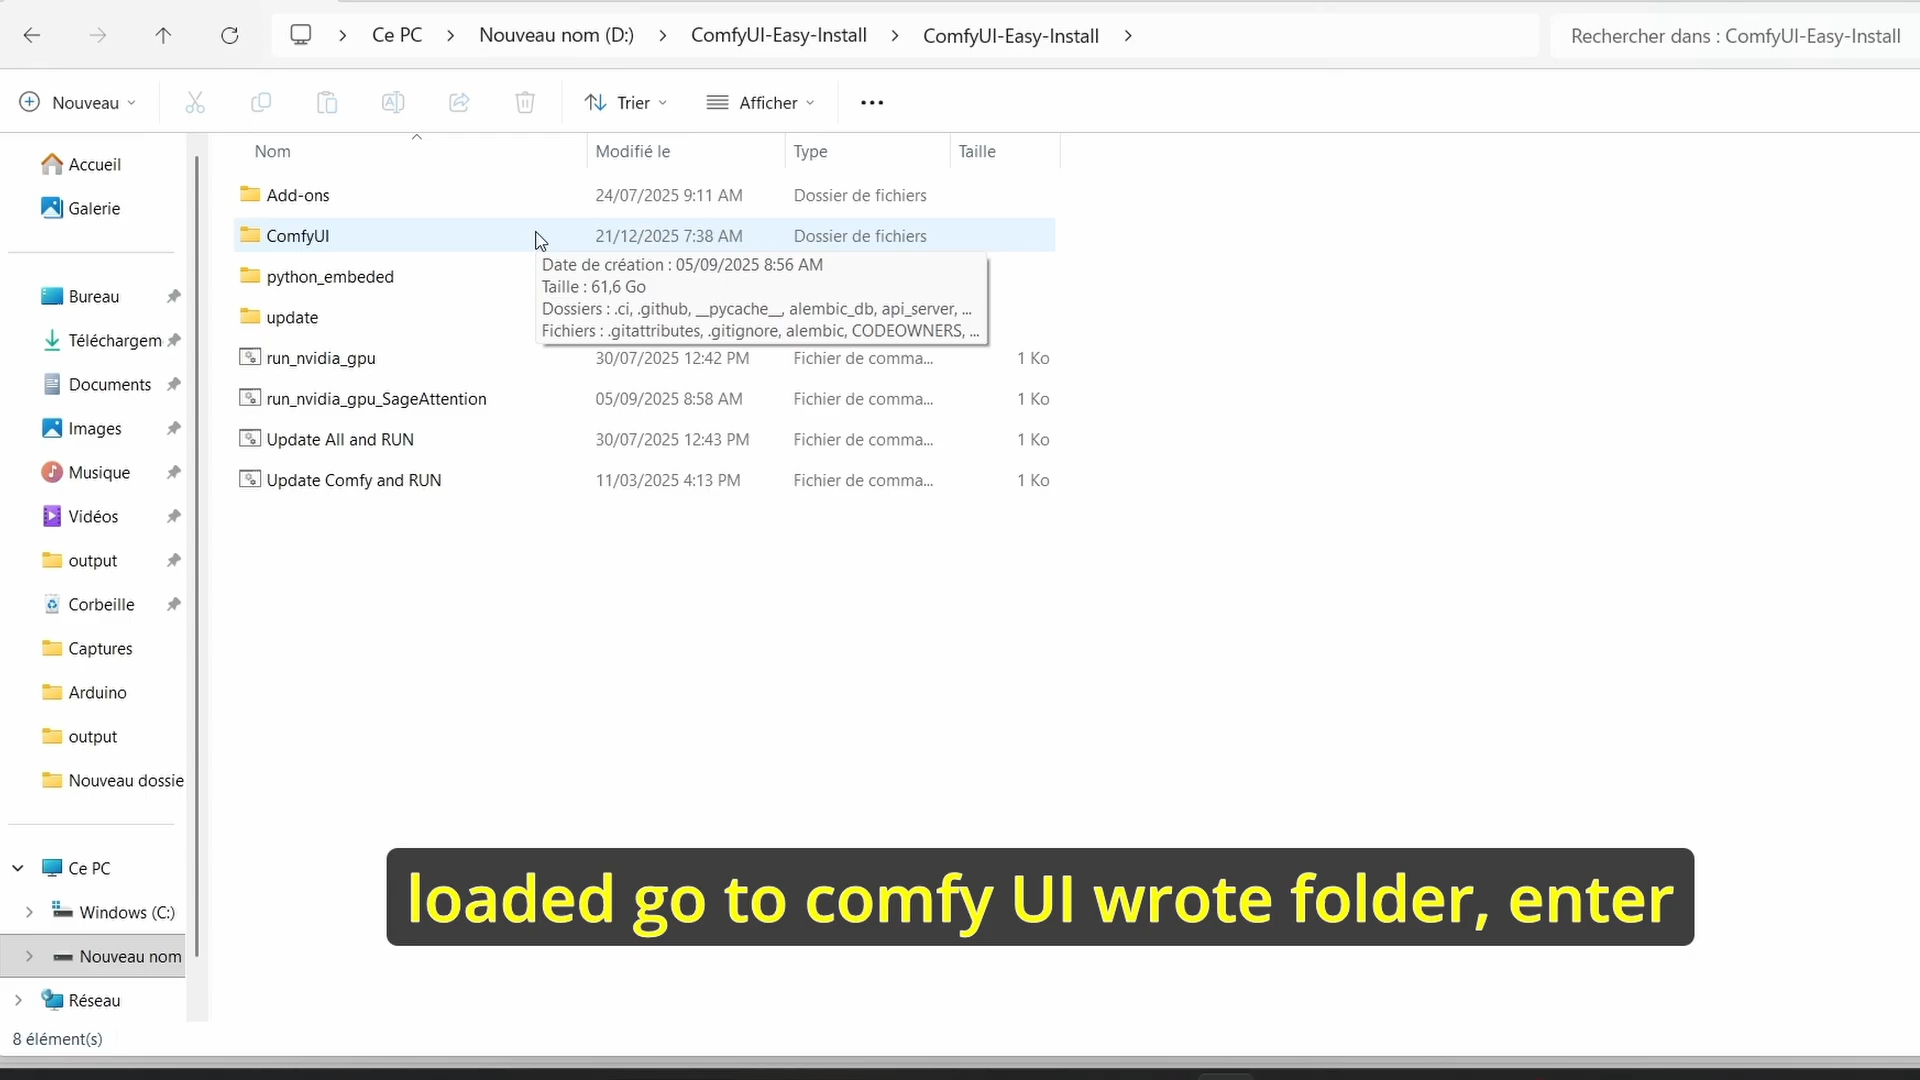 Ce PC > Nouveau nom (D:) > ComfyUI-Easy-Install > ComfyUI-Easy-Install >
Rechercher dans : ComfyUI-Easy-Install
Nouveau
Trier
Afficher
Nom Modifié le Type Taille
Add-ons 24/07/2025 9:11 AM Dossier de fichiers
ComfyUI 21/12/2025 7:38 AM Dossier de fichiers
python_embeded
update
Date de création : 05/09/2025 8:56 AM
Taille : 61,6 Go
Dossiers : .ci, .github, __pycache__, alembic_db, api_server, ...
Fichiers : .gitattributes, .gitignore, alembic, CODEOWNERS, ...
run_nvidia_gpu 30/07/2025 12:42 PM Fichier de comma... 1 Ko
run_nvidia_gpu_SageAttention 05/09/2025 8:58 AM Fichier de comma... 1 Ko
Update All and RUN 30/07/2025 12:43 PM Fichier de comma... 1 Ko
Update Comfy and RUN 11/03/2025 4:13 PM Fichier de comma... 1 Ko
Accueil
Galerie
Bureau
Téléchargem
Documents
Images
Musique
Vidéos
output
Corbeille
Captures
Arduino
output
Nouveau dossie
Ce PC
Windows (C:)
Nouveau nom
Réseau
8 élément(s)
loaded go to comfy UI wrote folder, enter